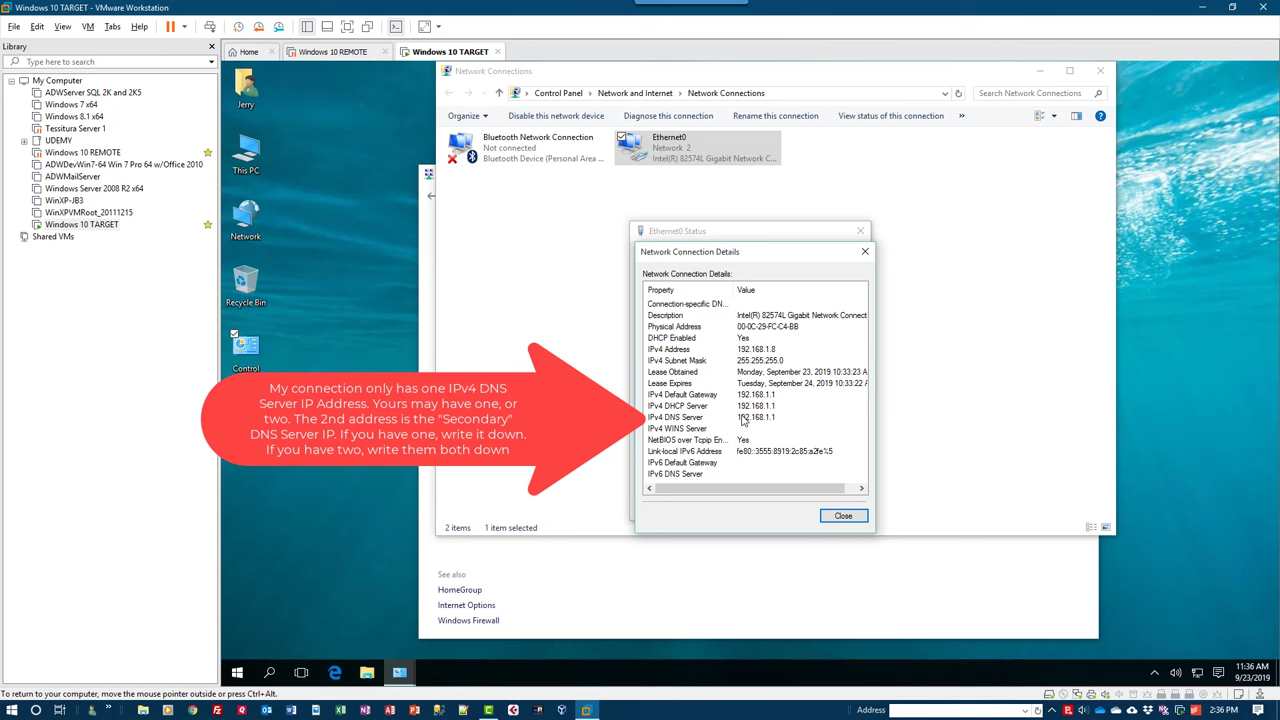 Windows 10 TARGET - VMware Workstation
File Edit View VM Tabs Help
Library
Type here to search
My Computer
ADWServer SQL 2K and 2K5
Windows 7 x64
Windows 8.1 x64
Tessitura Server 1
UDEMY
Windows 10 REMOTE
ADWDevWin7-64 Win 7 Pro 64 w/Office 2010
ADWMailServer
Windows Server 2008 R2 x64
WinXP-JB3
WinXPVMRoot_20111215
Windows 10 TARGET
Shared VMs
Home Windows 10 REMOTE Windows 10 TARGET
Jerry
This PC
Network
Recycle Bin
Control
Network Connections
Control Panel Network and Internet Network Connections
Search Network Connections
Organize Disable this network device Diagnose this connection Rename this connection View status of this connection »
Bluetooth Network Connection
Not connected
Bluetooth Device (Personal Area ...
Ethernet0
Network 2
Intel(R) 82574L Gigabit Network C...
Ethernet0 Status
Network Connection Details
Network Connection Details:
Property Value
Connection-specific DN...
Description Intel(R) 82574L Gigabit Network Connect
Physical Address 00-0C-29-FC-C4-BB
DHCP Enabled Yes
IPv4 Address 192.168.1.8
IPv4 Subnet Mask 255.255.255.0
Lease Obtained Monday, September 23, 2019 10:33:23 A
Lease Expires Tuesday, September 24, 2019 10:33:22 A
IPv4 Default Gateway 192.168.1.1
IPv4 DHCP Server 192.168.1.1
IPv4 DNS Server 192.168.1.1
IPv4 WINS Server
NetBIOS over Tcpip En... Yes
Link-local IPv6 Address fe80::3555:8919:2c85:a2fe%5
IPv6 Default Gateway
IPv6 DNS Server
Close
My connection only has one IPv4 DNS
Server IP Address. Yours may have one, or
two. The 2nd address is the "Secondary"
DNS Server IP. If you have one, write it down.
If you have two, write them both down
2 items 1 item selected
See also
HomeGroup
Internet Options
Windows Firewall
11:36 AM
9/23/2019
To return to your computer, move the mouse pointer outside or press Ctrl+Alt.
Address
2:36 PM